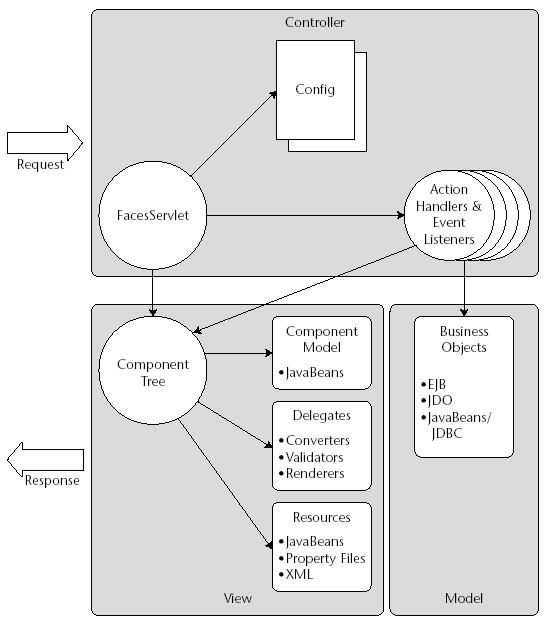 Controller
Config
Request
FacesServlet
Action
Handlers &
Event
Listeners
Component
Tree
Component
Model
•JavaBeans
Delegates
•Converters
•Validators
•Renderers
Resources
•JavaBeans
•Property Files
•XML
Business
Objects
•EJB
•JDO
•JavaBeans/
JDBC
Response
View
Model